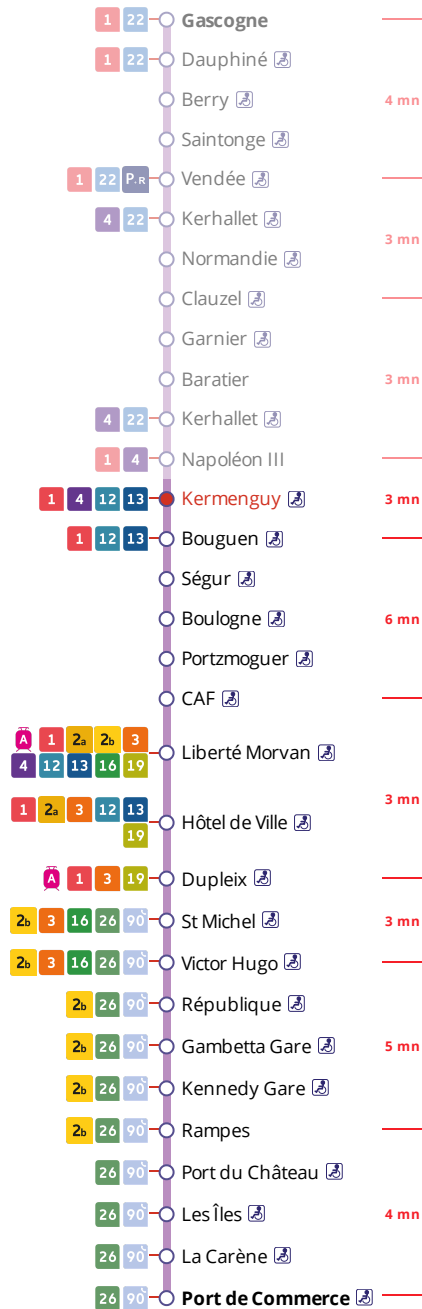 1 22 Gascogne
1 22 Dauphiné
Berry 4 mn
Saintonge
1 22 P.R Vendée
4 22 Kerhallet
3 mn
Normandie
Clauzel
Garnier
Baratier 3 mn
4 22 Kerhallet
1 4 Napoléon III
1 4 12 13 Kermenguy 3 mn
1 12 13 Bouguen
Ségur
Boulogne 6 mn
Portzmoguer
CAF
A 1 2a 2b 3
4 12 13 16 19
Liberté Morvan
3 mn
1 2a 3 12 13
19
Hôtel de Ville
A 1 3 19 Dupleix
2b 3 16 26 90 St Michel 3 mn
2b 3 16 26 90 Victor Hugo
2b 26 90 République
2b 26 90 Gambetta Gare 5 mn
2b 26 90 Kennedy Gare
2b 26 90 Rampes
26 90 Port du Château
26 90 Les Îles 4 mn
26 90 La Carène
26 90 Port de Commerce